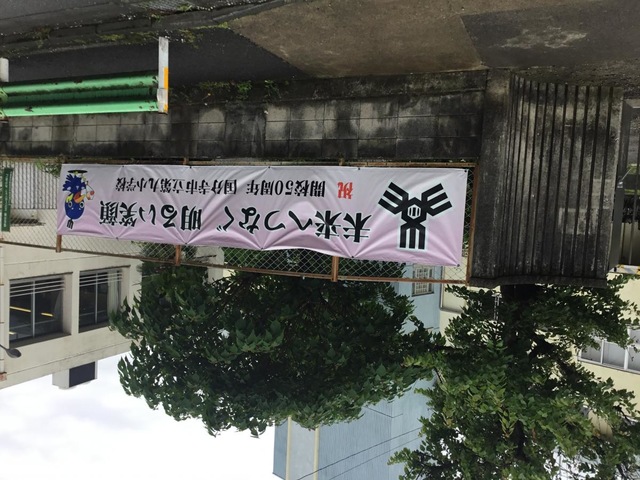 未来へつなぐ 明るい笑顔
祝 開校50周年 国分寺市立第九小学校